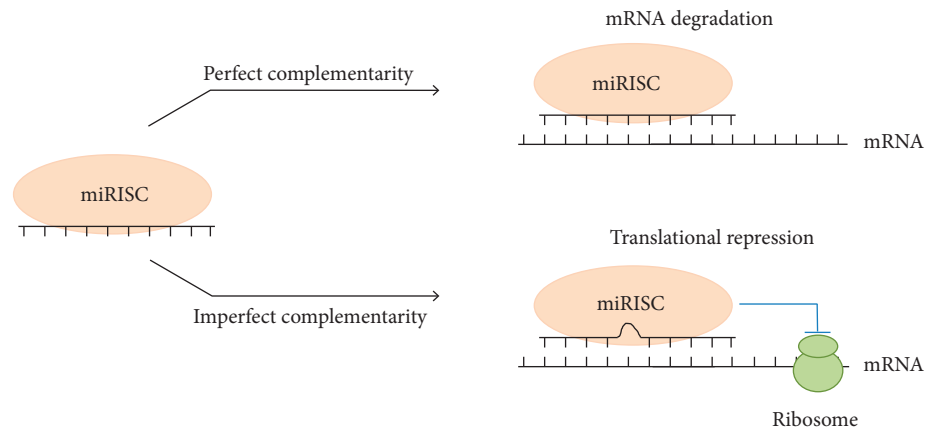 mRNA degradation
Perfect complementarity
miRISC
mRNA
miRISC
Translational repression
miRISC
Imperfect complementarity
mRNA
Ribosome